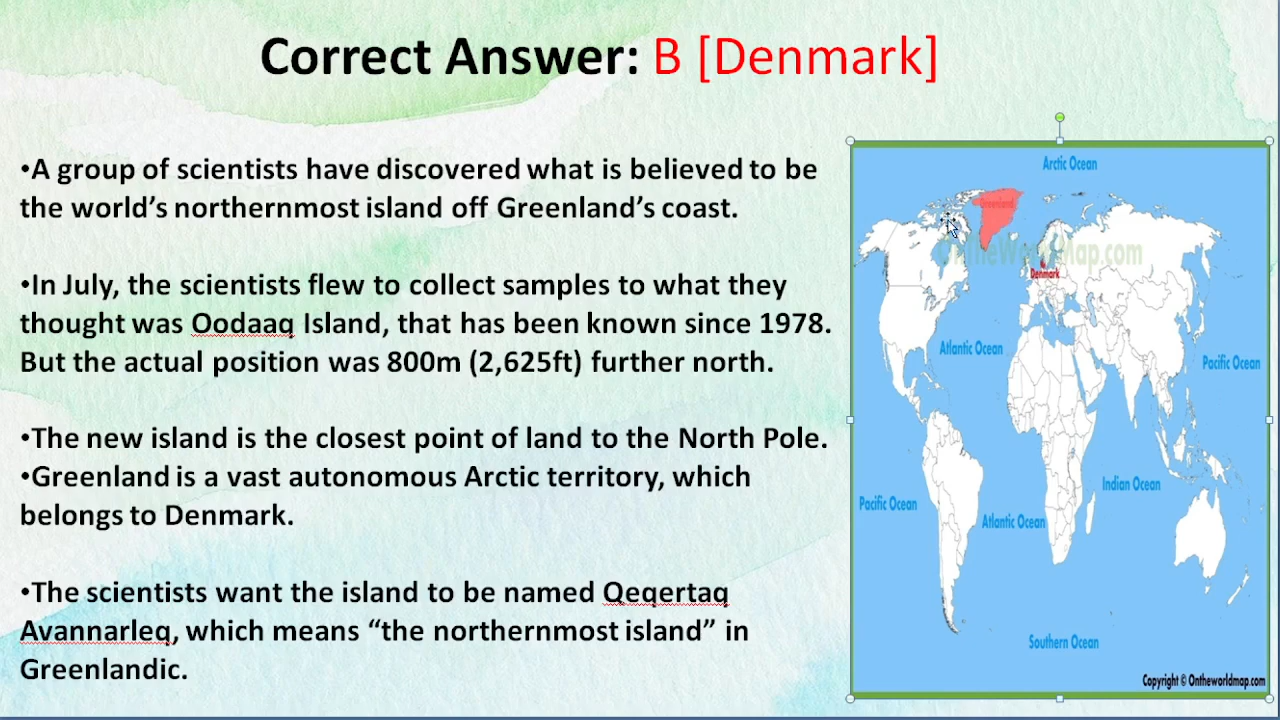 Correct Answer: B [Denmark]
•A group of scientists have discovered what is believed to be
the world’s northernmost island off Greenland’s coast.
•In July, the scientists flew to collect samples to what they
thought was Oodaaq Island, that has been known since 1978.
But the actual position was 800m (2,625ft) further north.
•The new island is the closest point of land to the North Pole.
•Greenland is a vast autonomous Arctic territory, which
belongs to Denmark.
•The scientists want the island to be named Qeqertaq
Avannarleq, which means “the northernmost island” in
Greenlandic.
Arctic Ocean
Greenland
OnTheWorldMap.com
Denmark
Atlantic Ocean
Pacific Ocean
Indian Ocean
Pacific Ocean
Atlantic Ocean
Southern Ocean
Copyright © Ontheworldmap.com